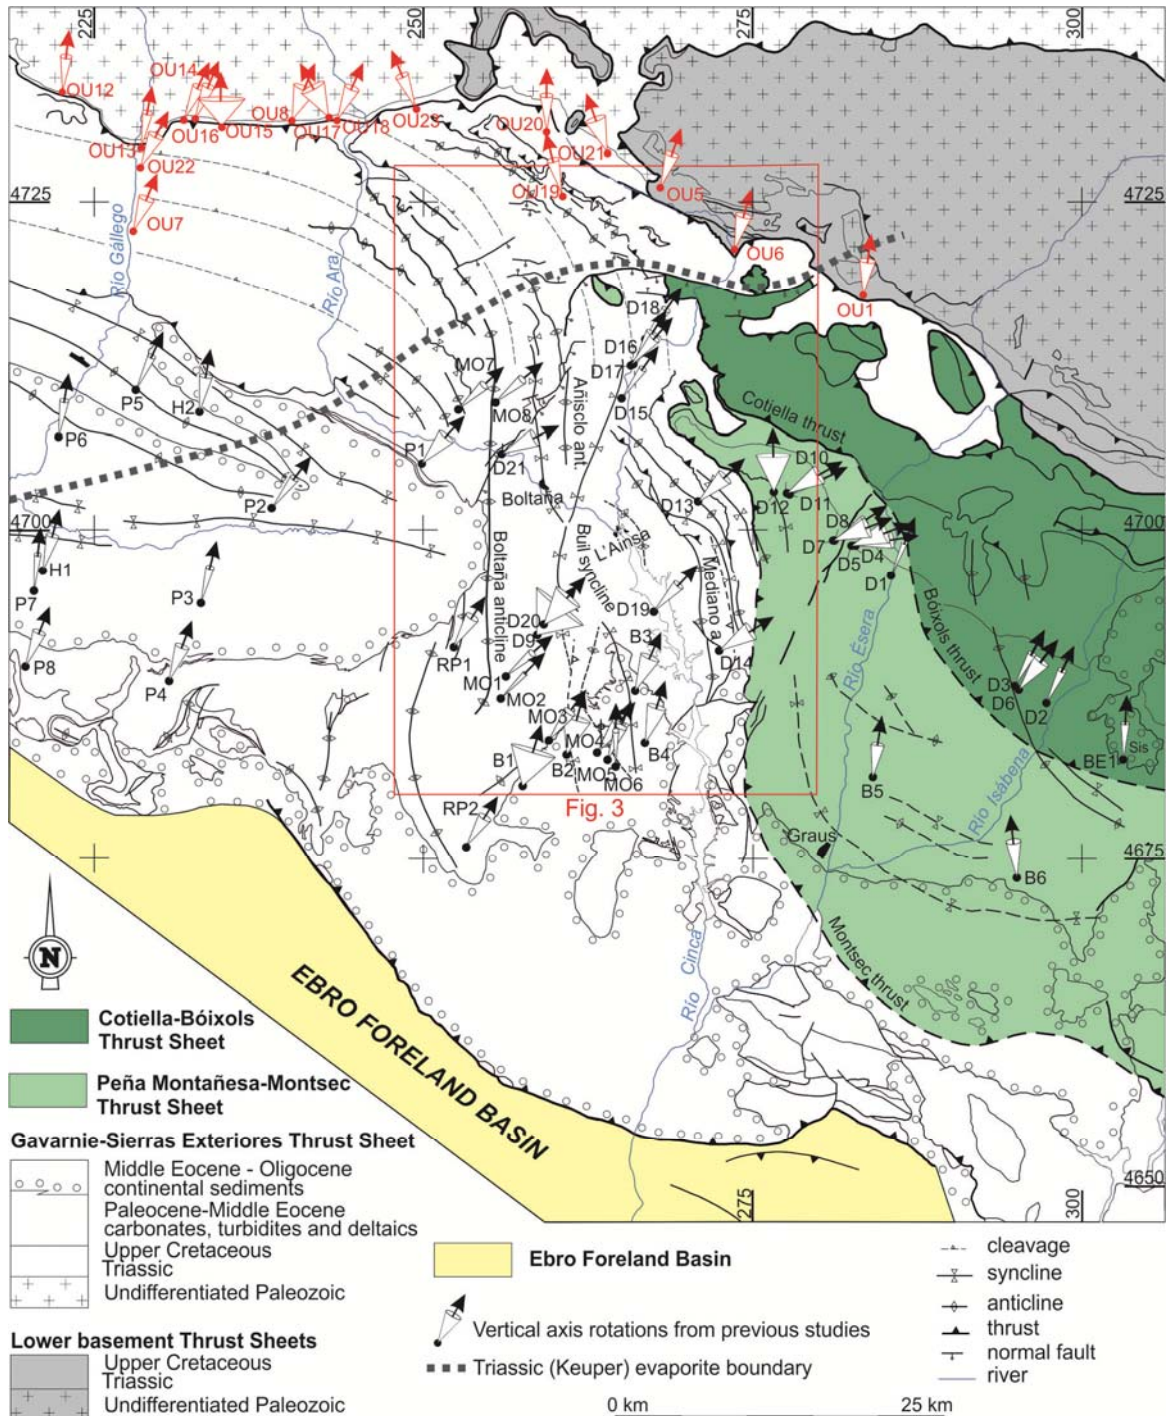 225
250
275
300
OU12
OU14
OU8
OU16
OU15
OU17
OU18
OU23
OU20
OU13
OU21
OU22
OU19
OU5
4725
4725
OU7
Río Gállego
Río Ara
OU6
OU1
D18
D16
D17
MO7
MO8
Añisclo ant.
D15
P5
H2
P6
P1
D21
Cotiella thrust
D10
D12
D11
Boltaña
P2
D13
4700
4700
D8
D7
D5
D4
D1
L'Ainsa
Buil syncline
Boltaña anticline
Mediano a.
H1
P7
P3
D20
D9
D19
B3
D14
Bóixols thrust
Río Ésera
P8
P4
RP1
MO1
MO2
MO3
MO4
B4
B1
B2
MO5
MO6
D3
D6
D2
BE1
Sis
B5
Río Isábena
Fig. 3
RP2
Graus
4675
B6
Montsec thrust
Río Cinca
N
EBRO FORELAND BASIN
4650
275
300
Cotiella-Bóixols
Thrust Sheet
Peña Montañesa-Montsec
Thrust Sheet
Gavarnie-Sierras Exteriores Thrust Sheet
Middle Eocene - Oligocene
continental sediments
Paleocene-Middle Eocene
carbonates, turbidites and deltaics
Upper Cretaceous
Triassic
Undifferentiated Paleozoic
Lower basement Thrust Sheets
Upper Cretaceous
Triassic
Undifferentiated Paleozoic
Ebro Foreland Basin
Vertical axis rotations from previous studies
Triassic (Keuper) evaporite boundary
cleavage
syncline
anticline
thrust
normal fault
river
0 km
25 km